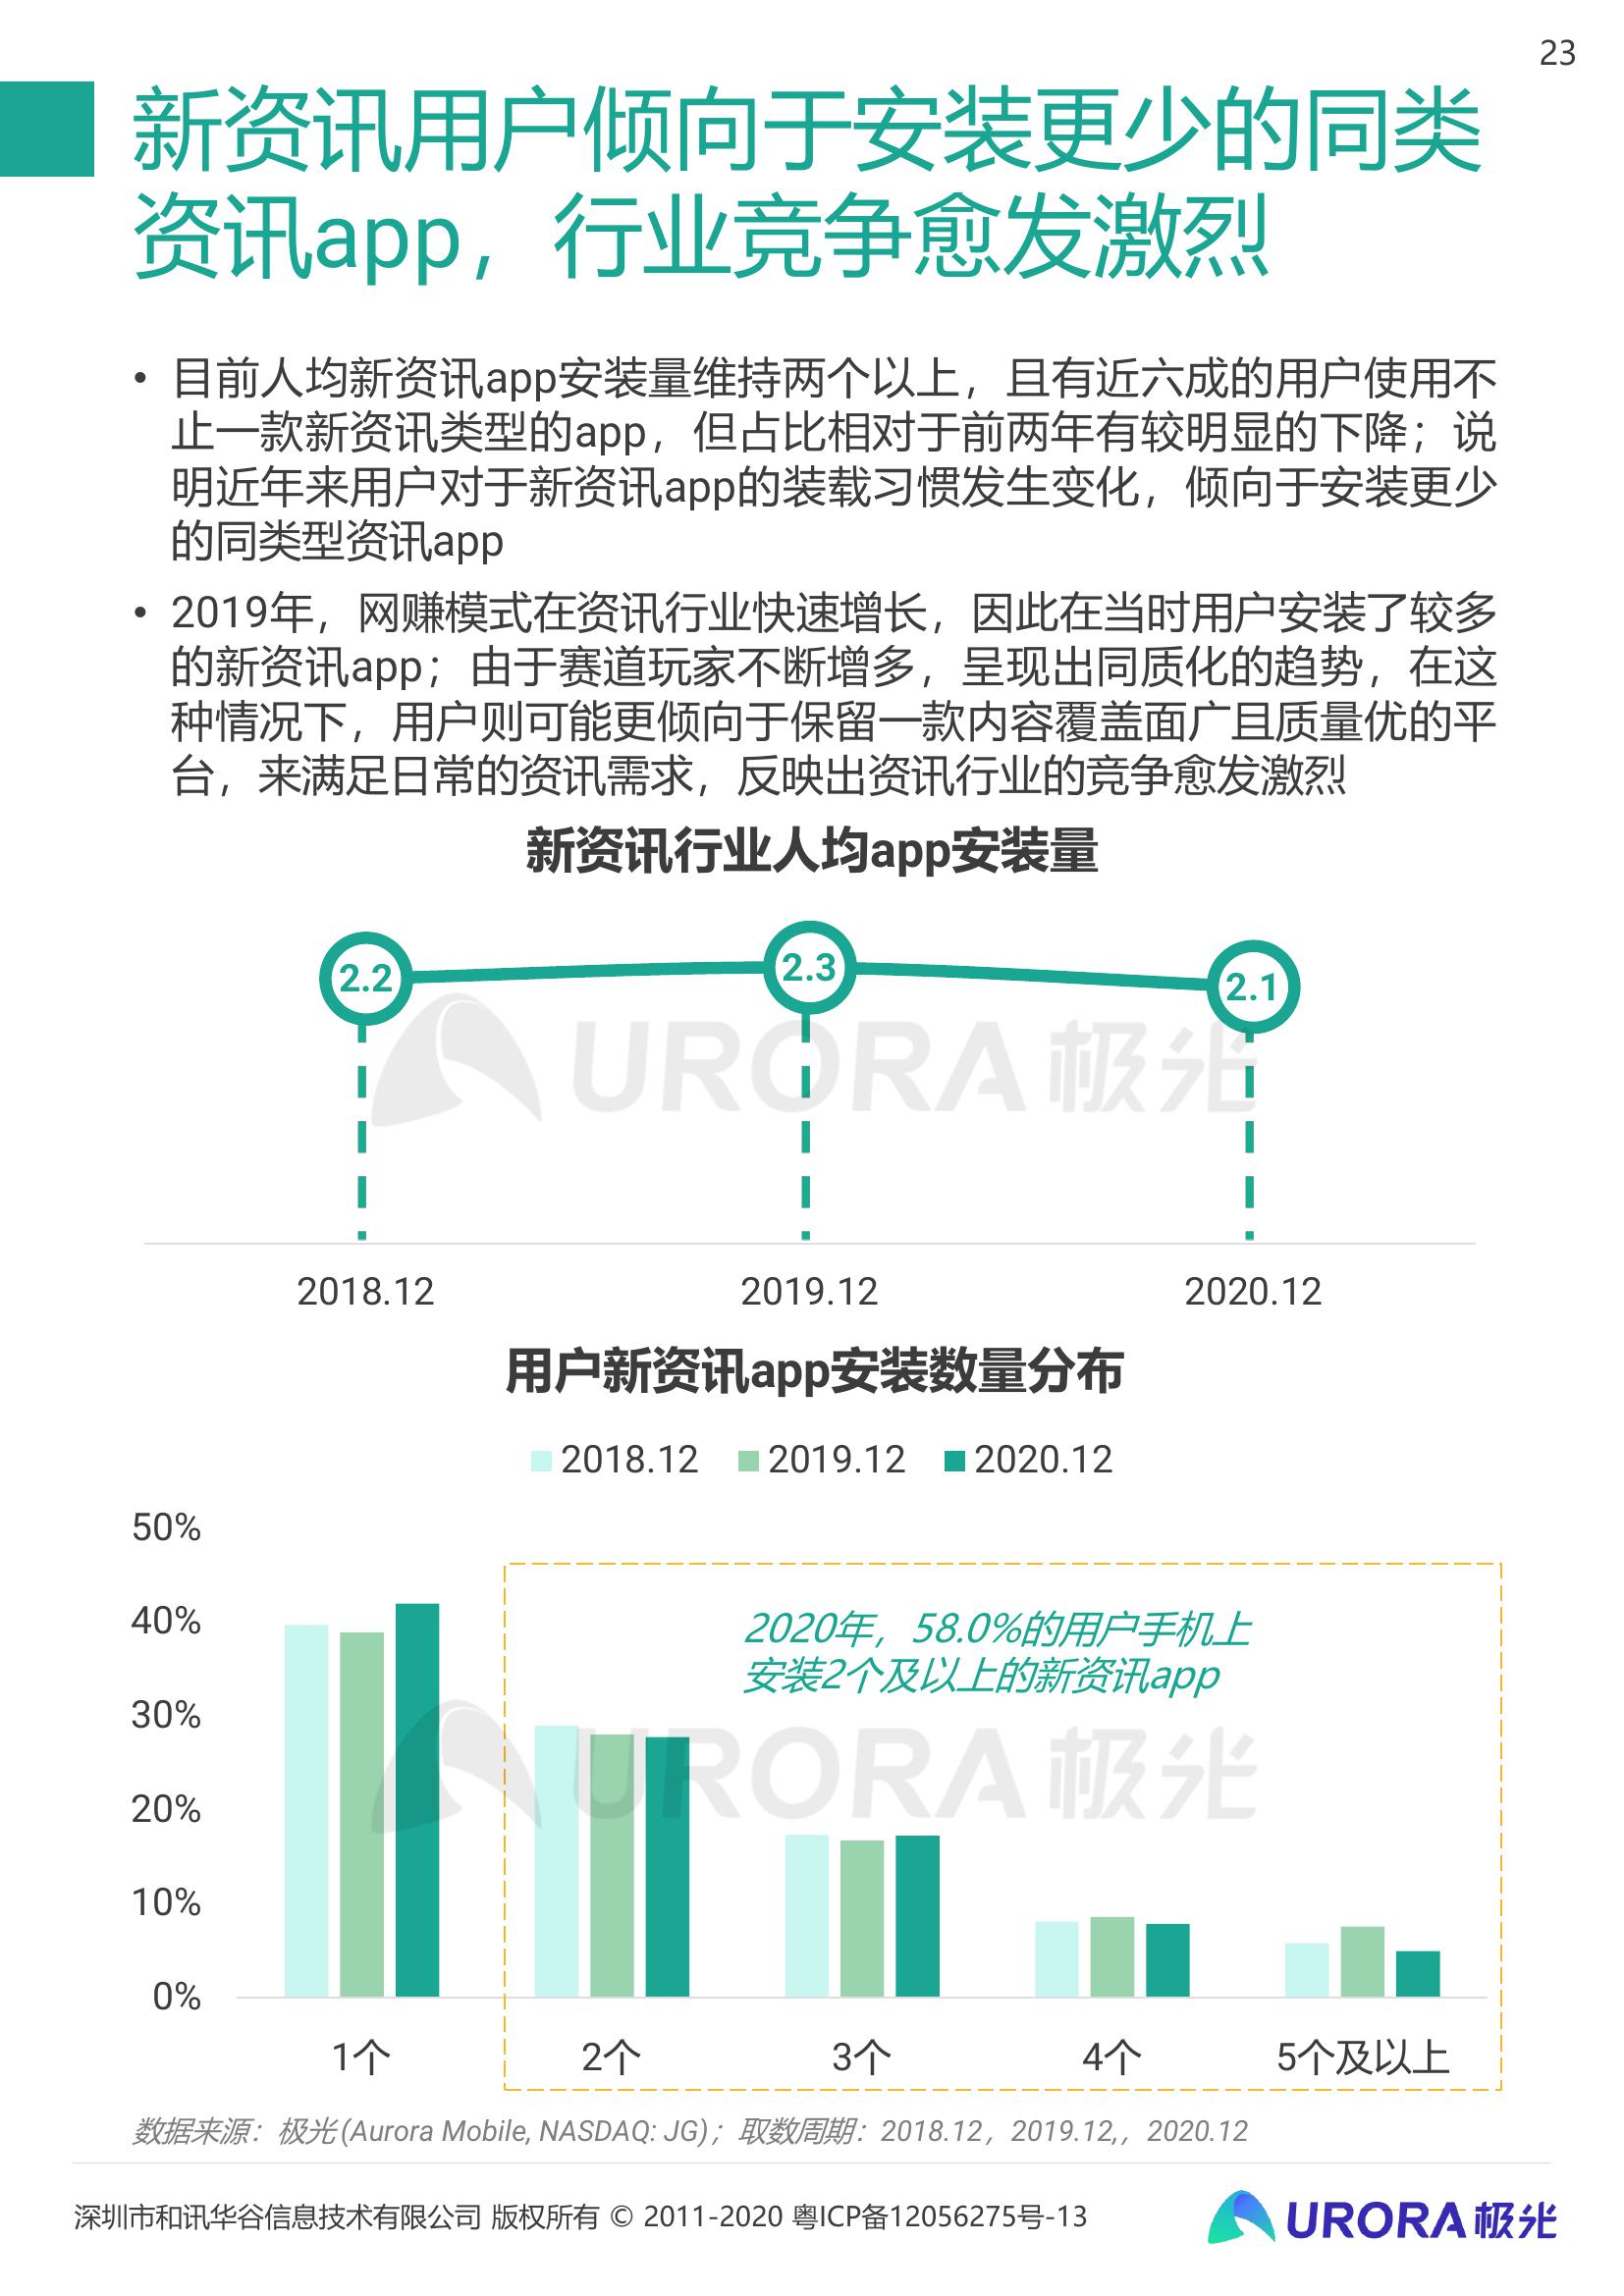 23
新资讯用户倾向于安装更少的同类
资讯app，行业竞争愈发激烈
• 目前人均新资讯app安装量维持两个以上，且有近六成的用户使用不
止一款新资讯类型的app，但占比相对于前两年有较明显的下降；说
明近年来用户对于新资讯app的装载习惯发生变化，倾向于安装更少
的同类型资讯app
• 2019年，网赚模式在资讯行业快速增长，因此在当时用户安装了较多
的新资讯app；由于赛道玩家不断增多，呈现出同质化的趋势，在这
种情况下，用户则可能更倾向于保留一款内容覆盖面广且质量优的平
台，来满足日常的资讯需求，反映出资讯行业的竞争愈发激烈
新资讯行业人均app安装量
2.2 2.3 2.1
URORA极光
2018.12 2019.12 2020.12
用户新资讯app安装数量分布
2018.12 2019.12 2020.12
50%
40%
30%
20%
10%
0%
2020年，58.0%的用户手机上
安装2个及以上的新资讯app
URORA极光
1个 2个 3个 4个 5个及以上
数据来源：极光 (Aurora Mobile, NASDAQ: JG)；取数周期：2018.12，2019.12,，2020.12
深圳市和讯华谷信息技术有限公司 版权所有 © 2011-2020 粤ICP备12056275号-13
URORA极光